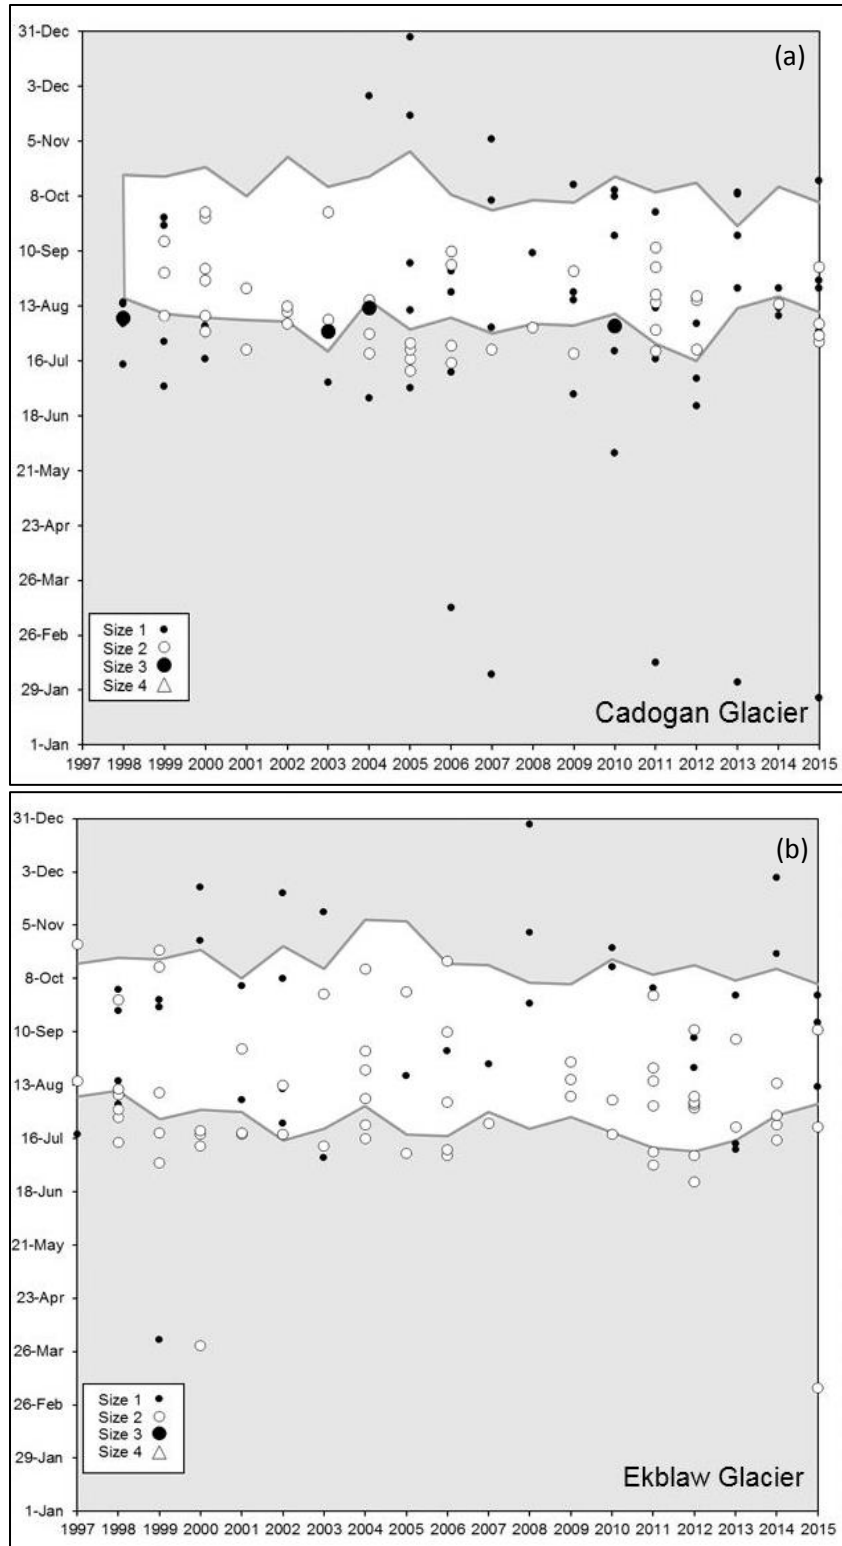 (a)
31-Dec
3-Dec
5-Nov
8-Oct
10-Sep
13-Aug
16-Jul
18-Jun
21-May
23-Apr
26-Mar
26-Feb
29-Jan
1-Jan
Size 1
Size 2
Size 3
Size 4
Cadogan Glacier
1997 1998 1999 2000 2001 2002 2003 2004 2005 2006 2007 2008 2009 2010 2011 2012 2013 2014 2015
(b)
31-Dec
3-Dec
5-Nov
8-Oct
10-Sep
13-Aug
16-Jul
18-Jun
21-May
23-Apr
26-Mar
26-Feb
29-Jan
1-Jan
Size 1
Size 2
Size 3
Size 4
Ekblaw Glacier
1997 1998 1999 2000 2001 2002 2003 2004 2005 2006 2007 2008 2009 2010 2011 2012 2013 2014 2015